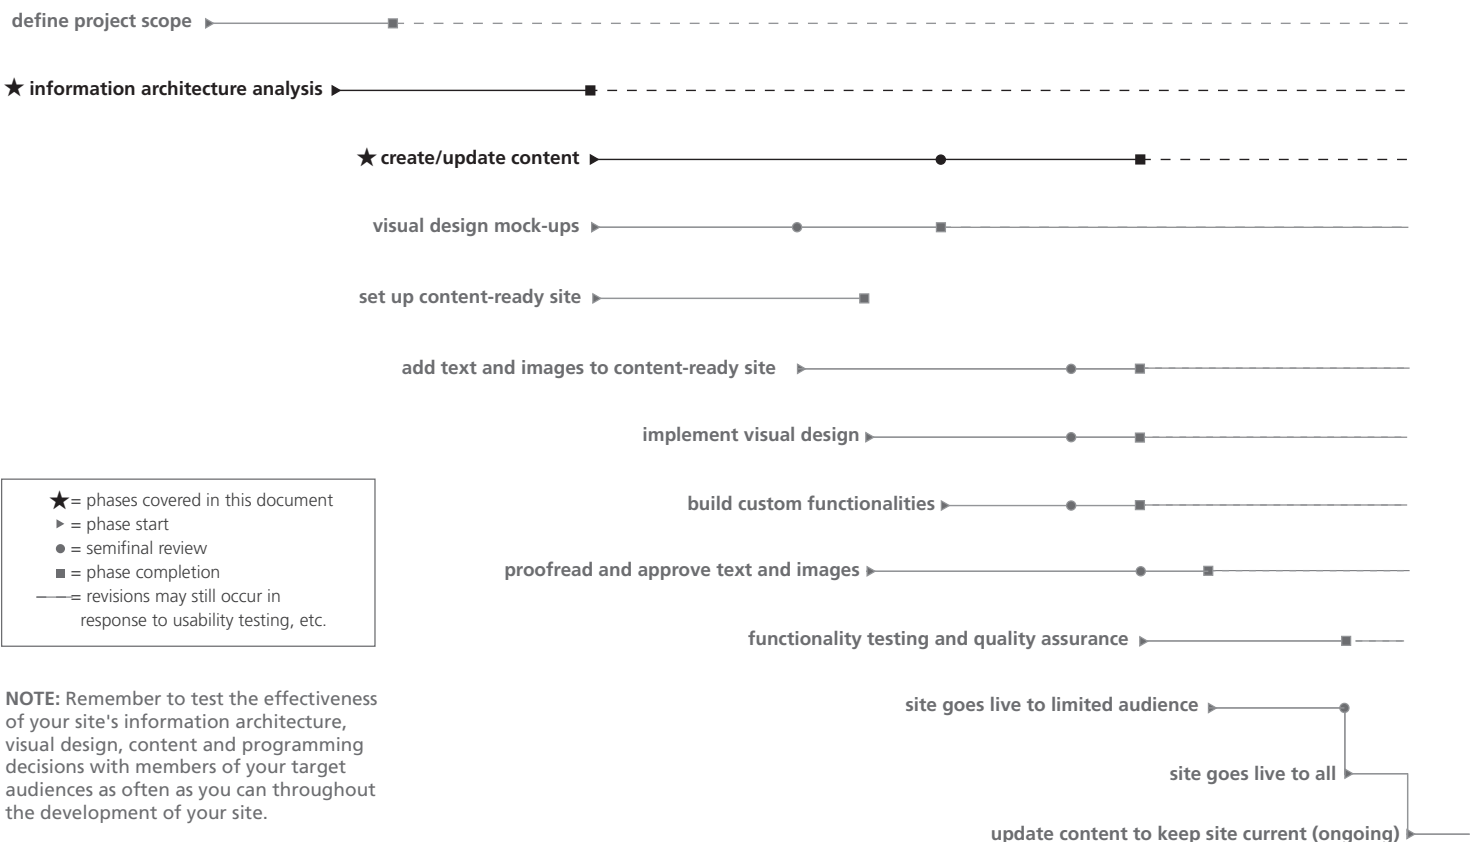 define project scope
★ information architecture analysis
★ create/update content
visual design mock-ups
set up content-ready site
add text and images to content-ready site
implement visual design
build custom functionalities
proofread and approve text and images
functionality testing and quality assurance
site goes live to limited audience
site goes live to all
update content to keep site current (ongoing)
★ = phases covered in this document
▶ = phase start
● = semifinal review
■ = phase completion
—— = revisions may still occur in
response to usability testing, etc.
NOTE: Remember to test the effectiveness
of your site's information architecture,
visual design, content and programming
decisions with members of your target
audiences as often as you can throughout
the development of your site.